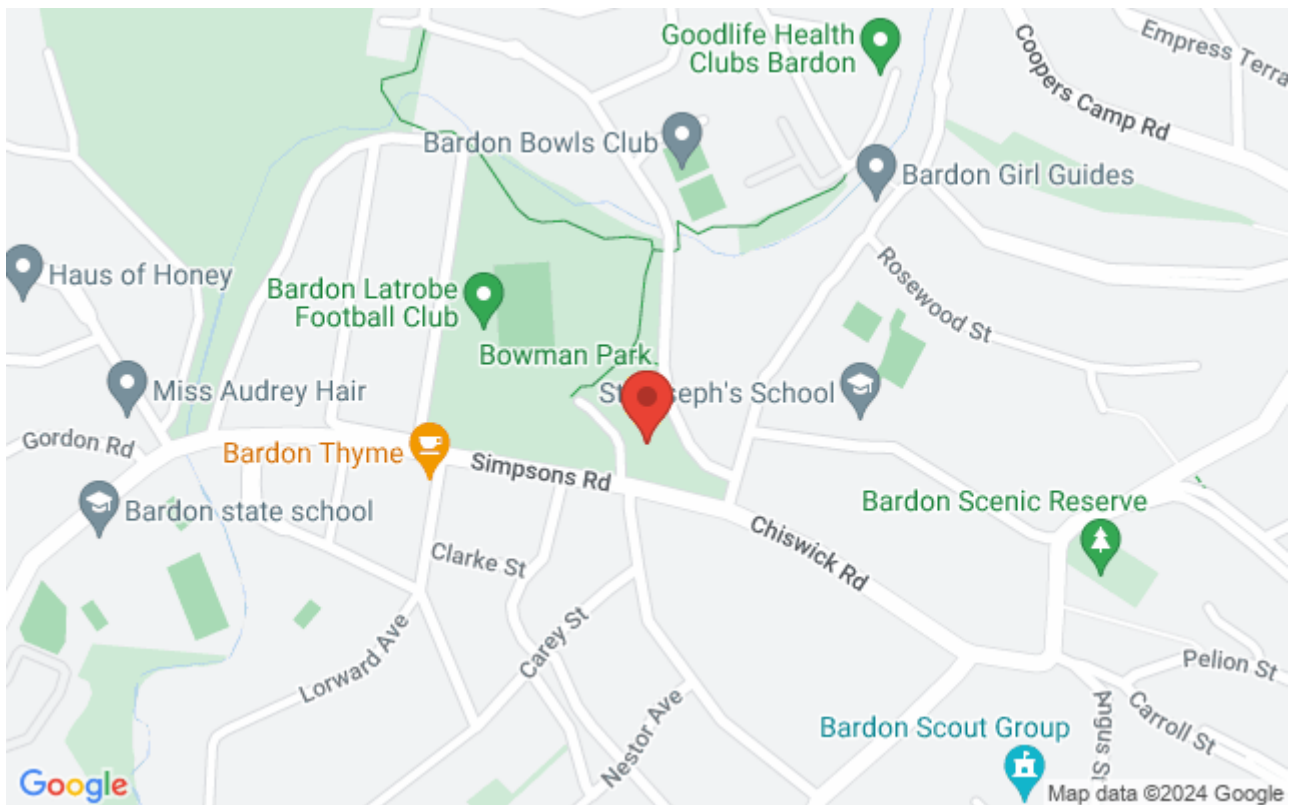 Goodlife Health
Clubs Bardon
Empress Terra
Coopers Camp Rd
Bardon Bowls Club
Bardon Girl Guides
Haus of Honey
Rosewood St
Bardon Latrobe
Football Club
Bowman Park
Miss Audrey Hair
St seph's School
Gordon Rd
Bardon Thyme
Simpsons Rd
Bardon state school
Bardon Scenic Reserve
Chiswick Rd
Clarke St
Carey St
Lorward Ave
Pelion St
Nestor Ave
Angus St
Carroll St
Bardon Scout Group
Google
Map data ©2024 Google